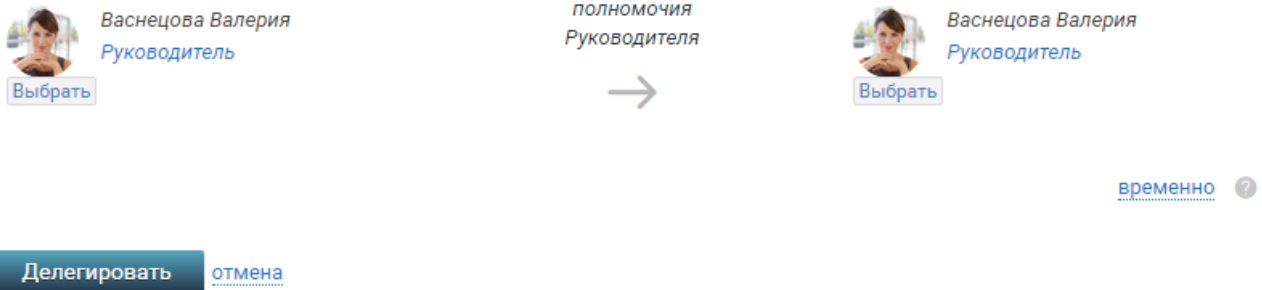 Васнецова Валерия
Руководитель
Выбрать
полномочия
Руководителя
Васнецова Валерия
Руководитель
Выбрать
временно ?
Делегировать отмена